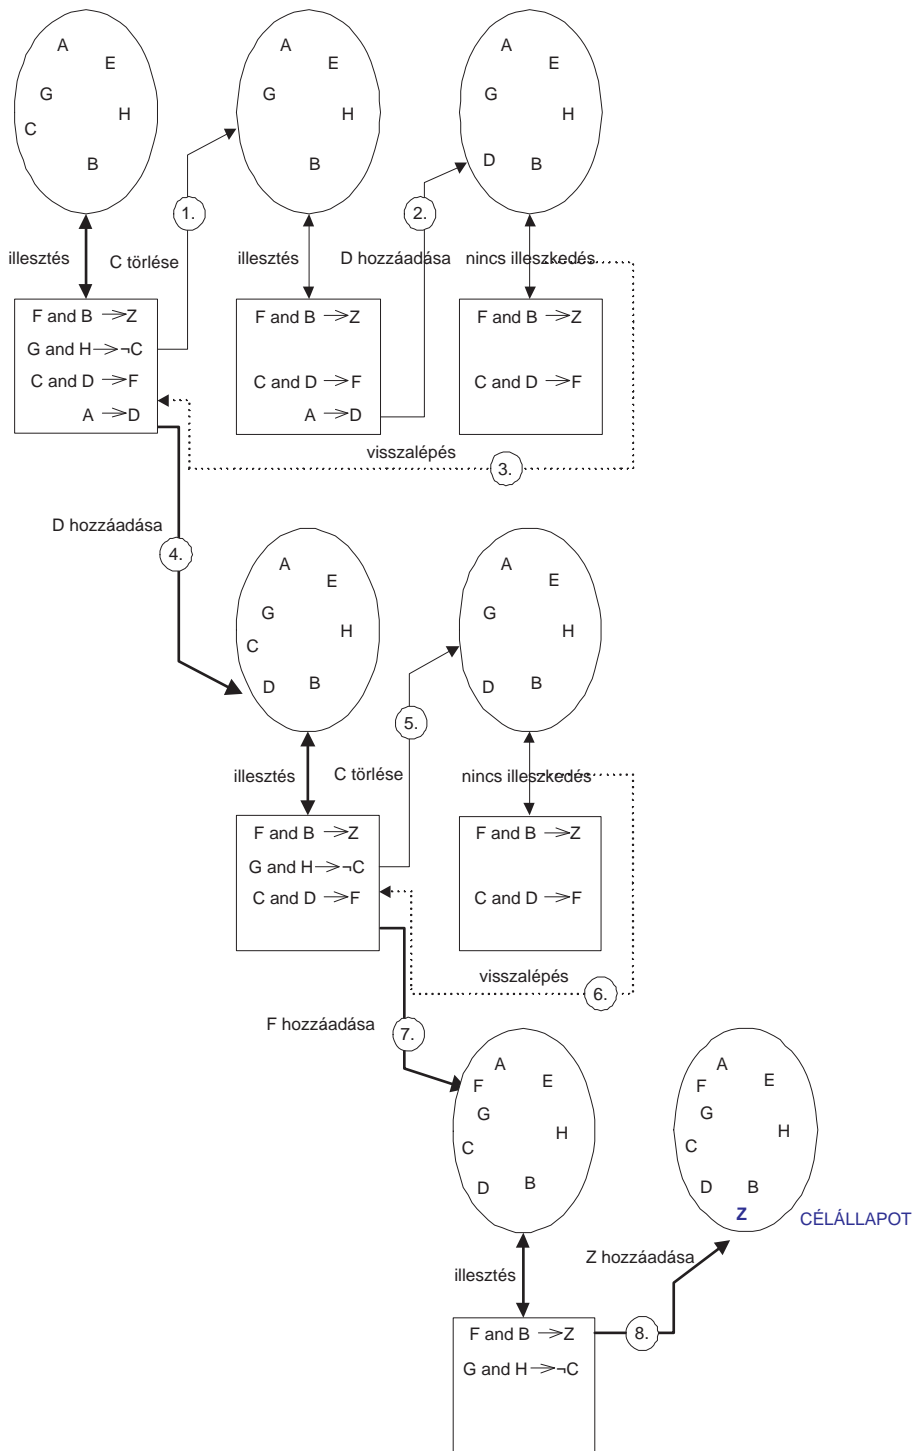 A
E
G
H
C
B
A
E
G
H
B
A
E
G
H
D
B
1.
2.
illesztés
C törlése
illesztés
D hozzáadása
nincs illeszkedés
F and B →Z
G and H→¬C
C and D →F
A →D
F and B →Z
C and D →F
A →D
F and B →Z
C and D →F
visszalépés
3.
D hozzáadása
4.
A
E
G
H
C
D
B
A
E
G
H
D
B
5.
illesztés
C törlése
nincs illeszkedés
F and B →Z
G and H→¬C
C and D →F
F and B →Z
C and D →F
visszalépés
6.
F hozzáadása
7.
A
F
E
G
H
C
D
B
A
F
E
G
H
C
D
B
Z
CÉLÁLLAPOT
illesztés
Z hozzáadása
F and B →Z
G and H→¬C
8.